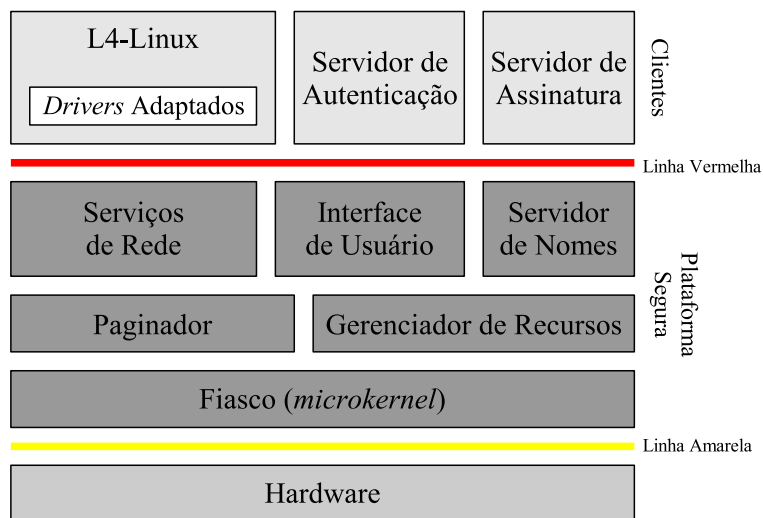 L4-Linux
Drivers Adaptados
Servidor de
Autenticação
Servidor de
Assinatura
Clientes
Linha Vermelha
Serviços
de Rede
Interface
de Usuário
Servidor
de Nomes
Plataforma
Segura
Paginador
Gerenciador de Recursos
Fiasco (microkernel)
Linha Amarela
Hardware